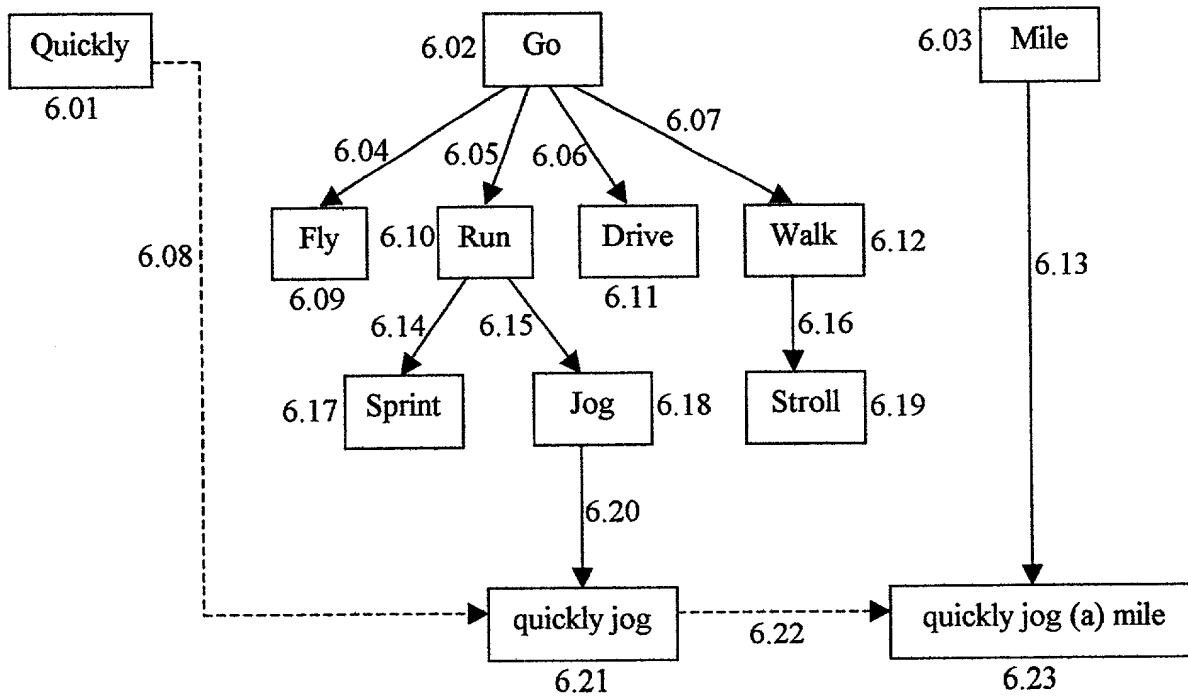 Quickly
6.01
6.02
Go
6.03
Mile
6.04
6.05
6.06
6.07
6.08
Fly
6.09
6.10
Run
Drive
6.11
Walk
6.12
6.13
6.14
6.15
6.16
6.17
Sprint
Jog
6.18
Stroll
6.19
6.20
quickly jog
6.21
6.22
quickly jog (a) mile
6.23